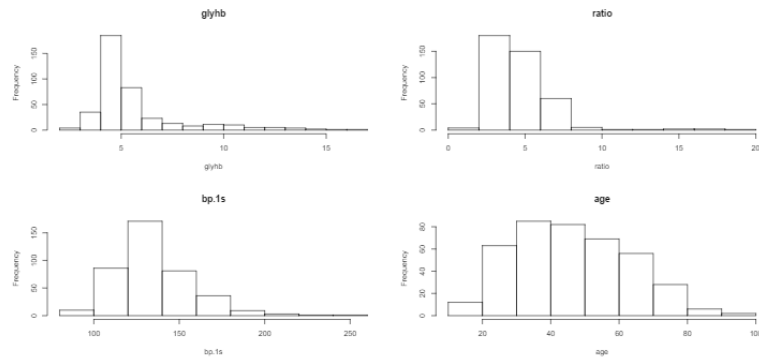 glyhb
Frequency
0 50 100 150
5 10 15
glyhb
ratio
Frequency
0 50 100 150
0 5 10 15 20
ratio
bp.1s
Frequency
0 50 100 150
100 150 200 250
bp.1s
age
Frequency
0 20 40 60 80
20 40 60 80 100
age